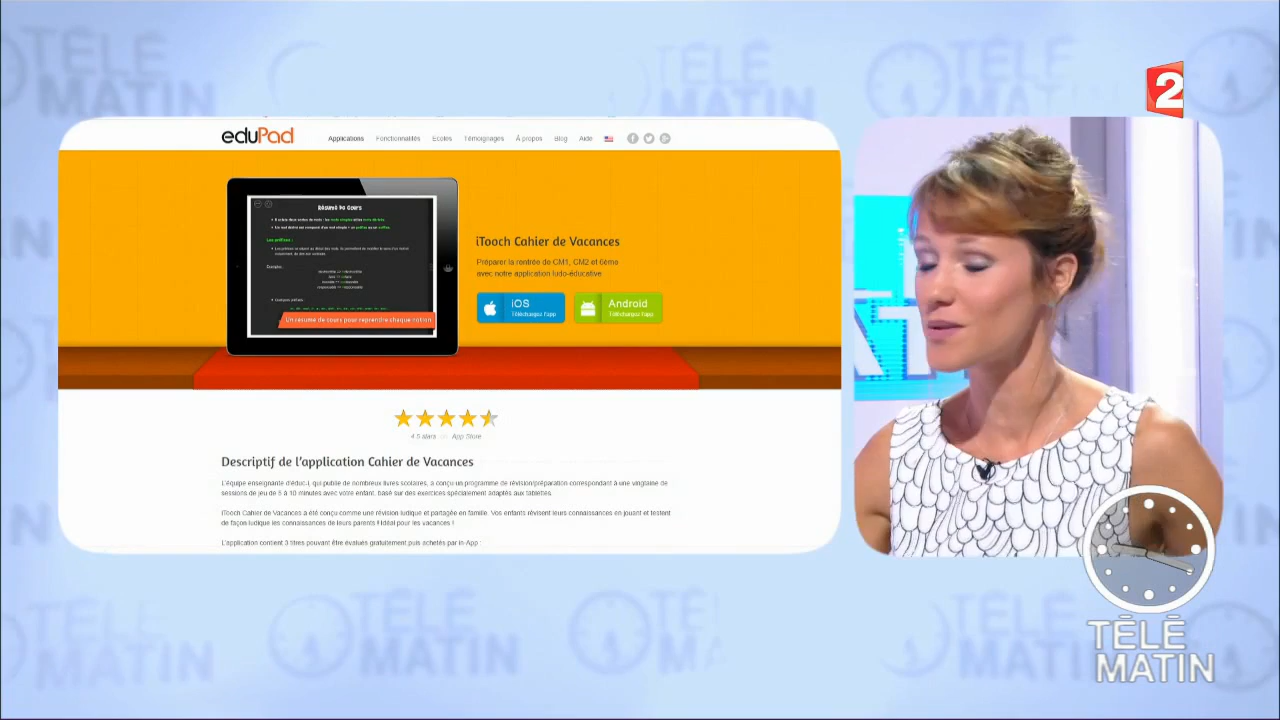 TÉLÉ
MATIN
2
eduPad
Applications Fonctionnalités Ecoles Témoignages À propos Blog Aide
Résumé de Cours
Les préfixes :
Un résumé de cours pour reprendre chaque notion
iTooch Cahier de Vacances
Préparer la rentrée de CM1, CM2 et 6ème
avec notre application ludo-éducative
iOS
Téléchargez l'app
Android
Téléchargez l'app
4.5 stars on App Store
Descriptif de l'application Cahier de Vacances
L'équipe enseignante d'éduc-i, qui publie de nombreux livres scolaires, a conçu un programme de révision/préparation correspondant à une vingtaine de
sessions de jeu de 5 à 10 minutes avec votre enfant, basé sur des exercices spécialement adaptés aux tablettes.
iTooch Cahier de Vacances a été conçu comme une révision ludique et partagée en famille. Vos enfants révisent leurs connaissances en jouant et testent
de façon ludique les connaissances de leurs parents ! Idéal pour les vacances !
L'application contient 3 titres pouvant être évalués gratuitement puis achetés par In-App :
TÉLÉ
MATIN